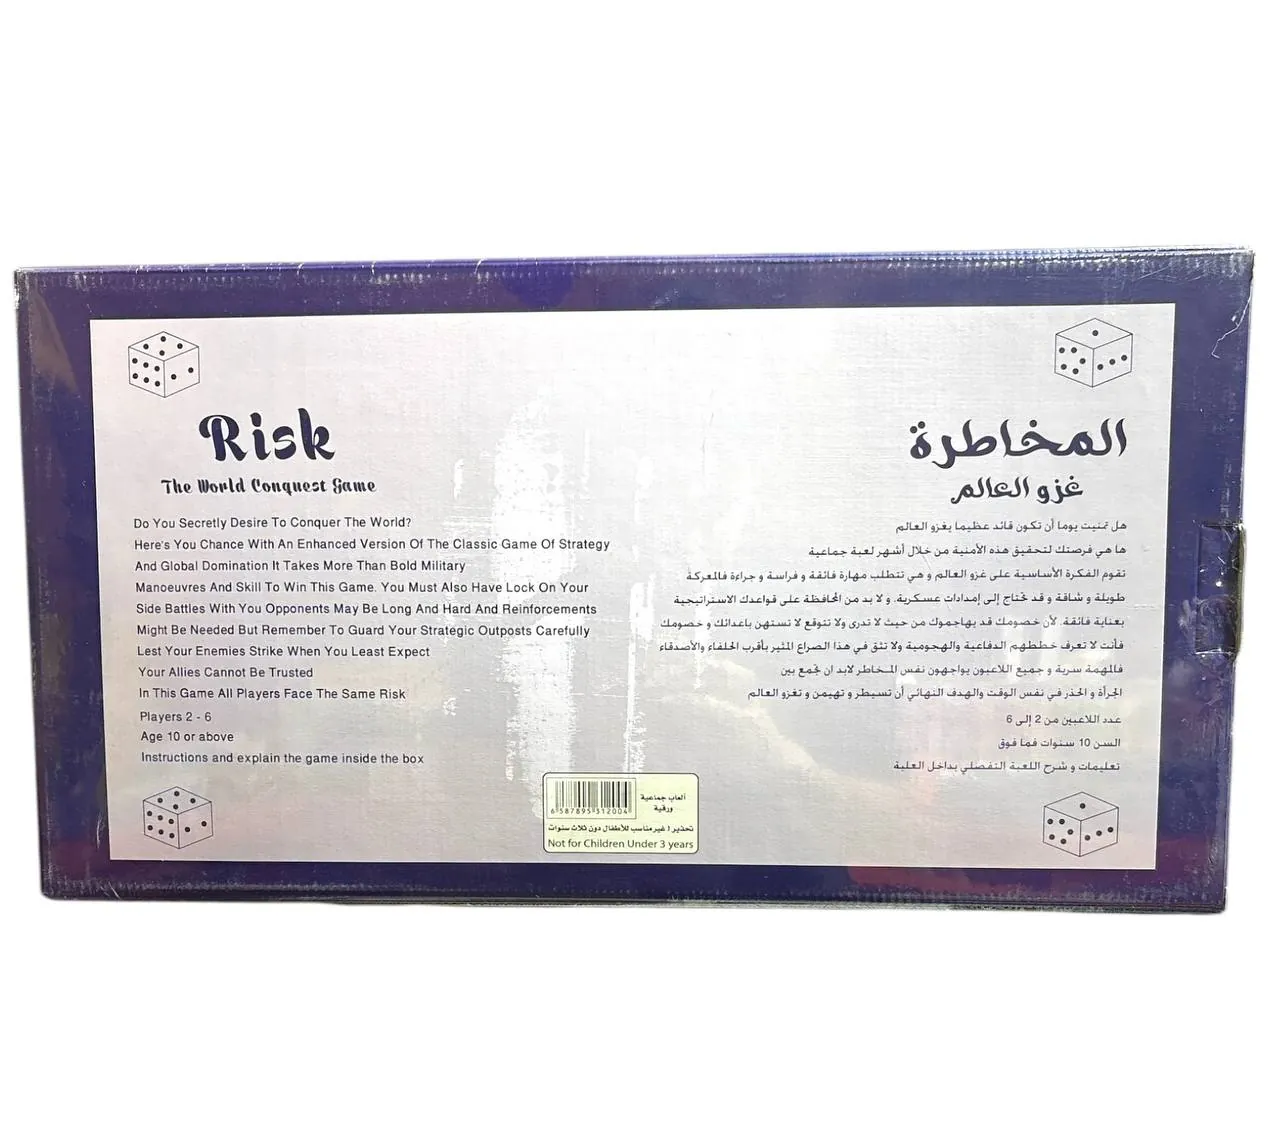 Risk
The World Conquest Game
Do You Secretly Desire To Conquer The World?
Here's You Chance With An Enhanced Version Of The Classic Game Of Strategy
And Global Domination It Takes More Than Bold Military
Manoeuvres And Skill To Win This Game. You Must Also Have Lock On Your
Side Battles With You Opponents May Be Long And Hard And Reinforcements
Might Be Needed But Remember To Guard Your Strategic Outposts Carefully
Lest Your Enemies Strike When You Least Expect
Your Allies Cannot Be Trusted
In This Game All Players Face The Same Risk
Players 2 - 6
Age 10 or above
Instructions and explain the game inside the box
المخاطرة
غزو العالم
هل تمنيت يوما أن تكون قائد عظيما يغزو العالم
ها هي فرصتك لتحقيق هذه الأمنية من خلال أشهر لعبة جماعية
تقوم الفكرة الأساسية على غزو العالم و هي تتطلب مهارة فائقة و فراسة و جراءة فالمعركة
طويلة و شاقة و قد تحتاج إلى إمدادات عسكرية. و لا بد من المحافظة على قواعدك الاستراتيجية
بعناية فائقة. لأن خصومك قد يهاجموك من حيث لا تدرى ولا تتوقع لا تستهن باعدائك و خصومك
فأنت لا تعرف خططهم الدفاعية والهجومية ولا تثق في هذا الصراع المثير بأقرب الحلفاء والأصدقاء
فالمهمة سرية و جميع اللاعبون يواجهون نفس المخاطر لابد ان تجمع بين
الجرأة و الحذر في نفس الوقت والهدف النهائي أن تسيطر و تهيمن و تغزو العالم
عدد اللاعبين من 2 إلى 6
السن 10 سنوات فما فوق
تعليمات و شرح اللعبة التفصلي بداخل العلبة
ألعاب جماعية
ورقية
6 587895 312004
تحذير ! غير مناسب للأطفال دون ثلاث سنوات
Not for Children Under 3 years